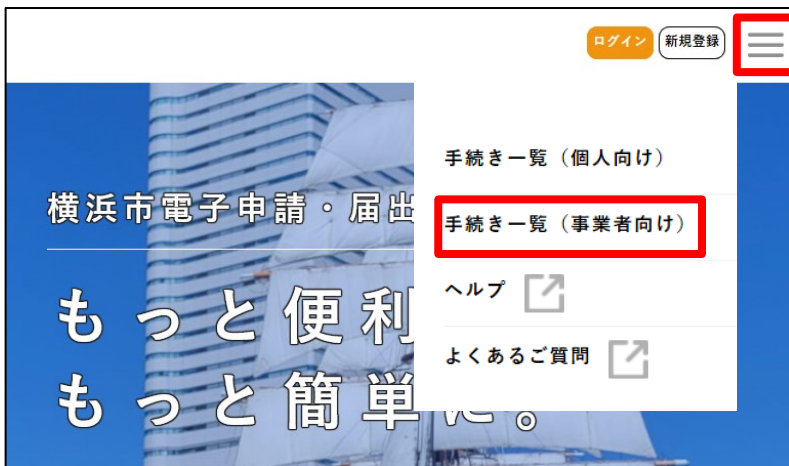 ログイン 新規登録
手続き一覧（個人向け）
手続き一覧（事業者向け）
ヘルプ
よくあるご質問
横浜市電子申請・届出
もっと便利
もっと簡単に。